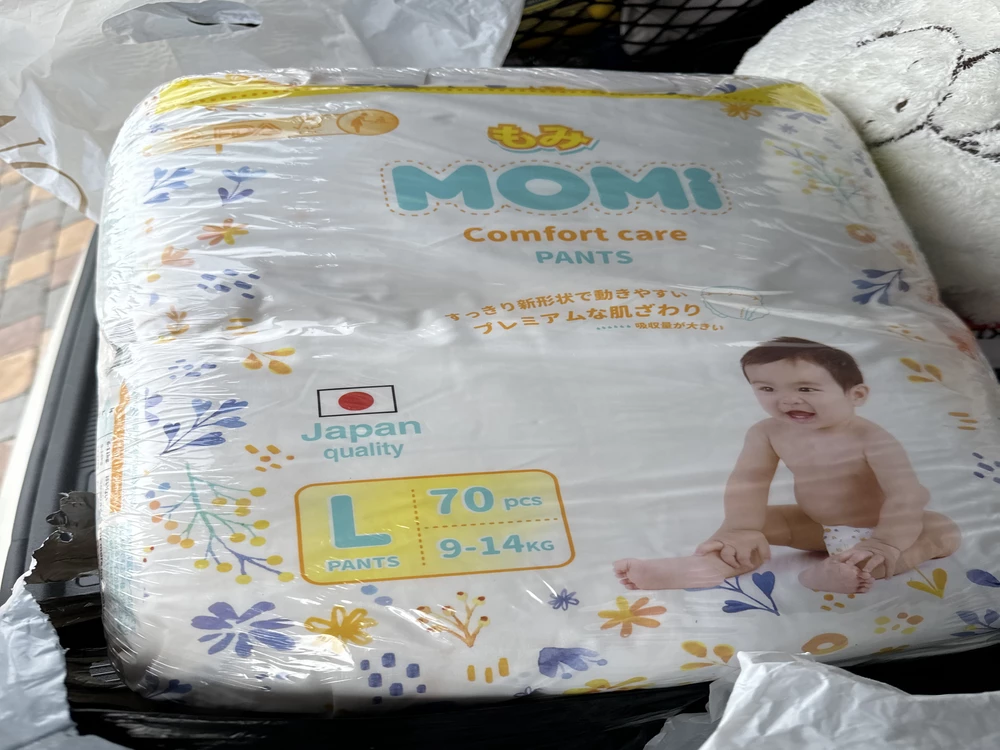 もみ
MOMi
Comfort care
PANTS
すっきり新形状で動きやすい
プレミアムな肌ざわり
吸収量が大きい
Japan
quality
L
PANTS
70 pcs
9-14KG